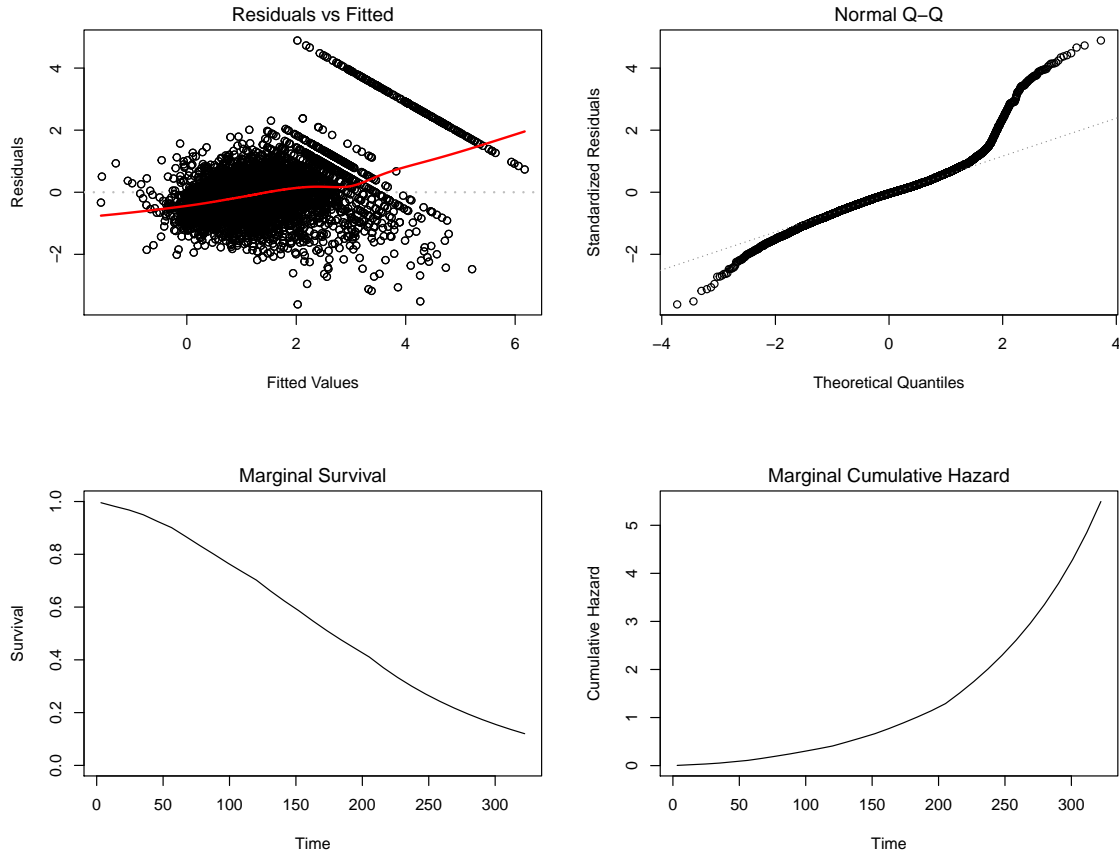 Residuals vs Fitted
Residuals
4
2
0
−2
0 2 4 6
Fitted Values
Normal Q−Q
Standardized Residuals
4
2
0
−2
−4 −2 0 2 4
Theoretical Quantiles
Marginal Survival
Survival
1.0
0.8
0.6
0.4
0.2
0.0
0 50 100 150 200 250 300
Time
Marginal Cumulative Hazard
Cumulative Hazard
5
4
3
2
1
0
0 50 100 150 200 250 300
Time